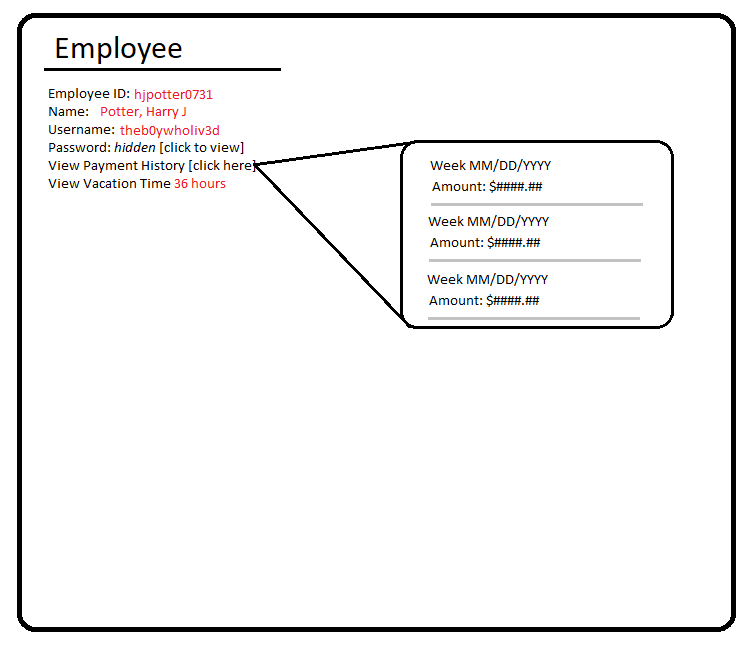 Employee
Employee ID: hjpotter0731
Name: Potter, Harry J
Username: theb0ywholiv3d
Password: hidden [click to view]
View Payment History [click here]
View Vacation Time 36 hours
Week MM/DD/YYYY
Amount: $####.##
Week MM/DD/YYYY
Amount: $####.##
Week MM/DD/YYYY
Amount: $####.##